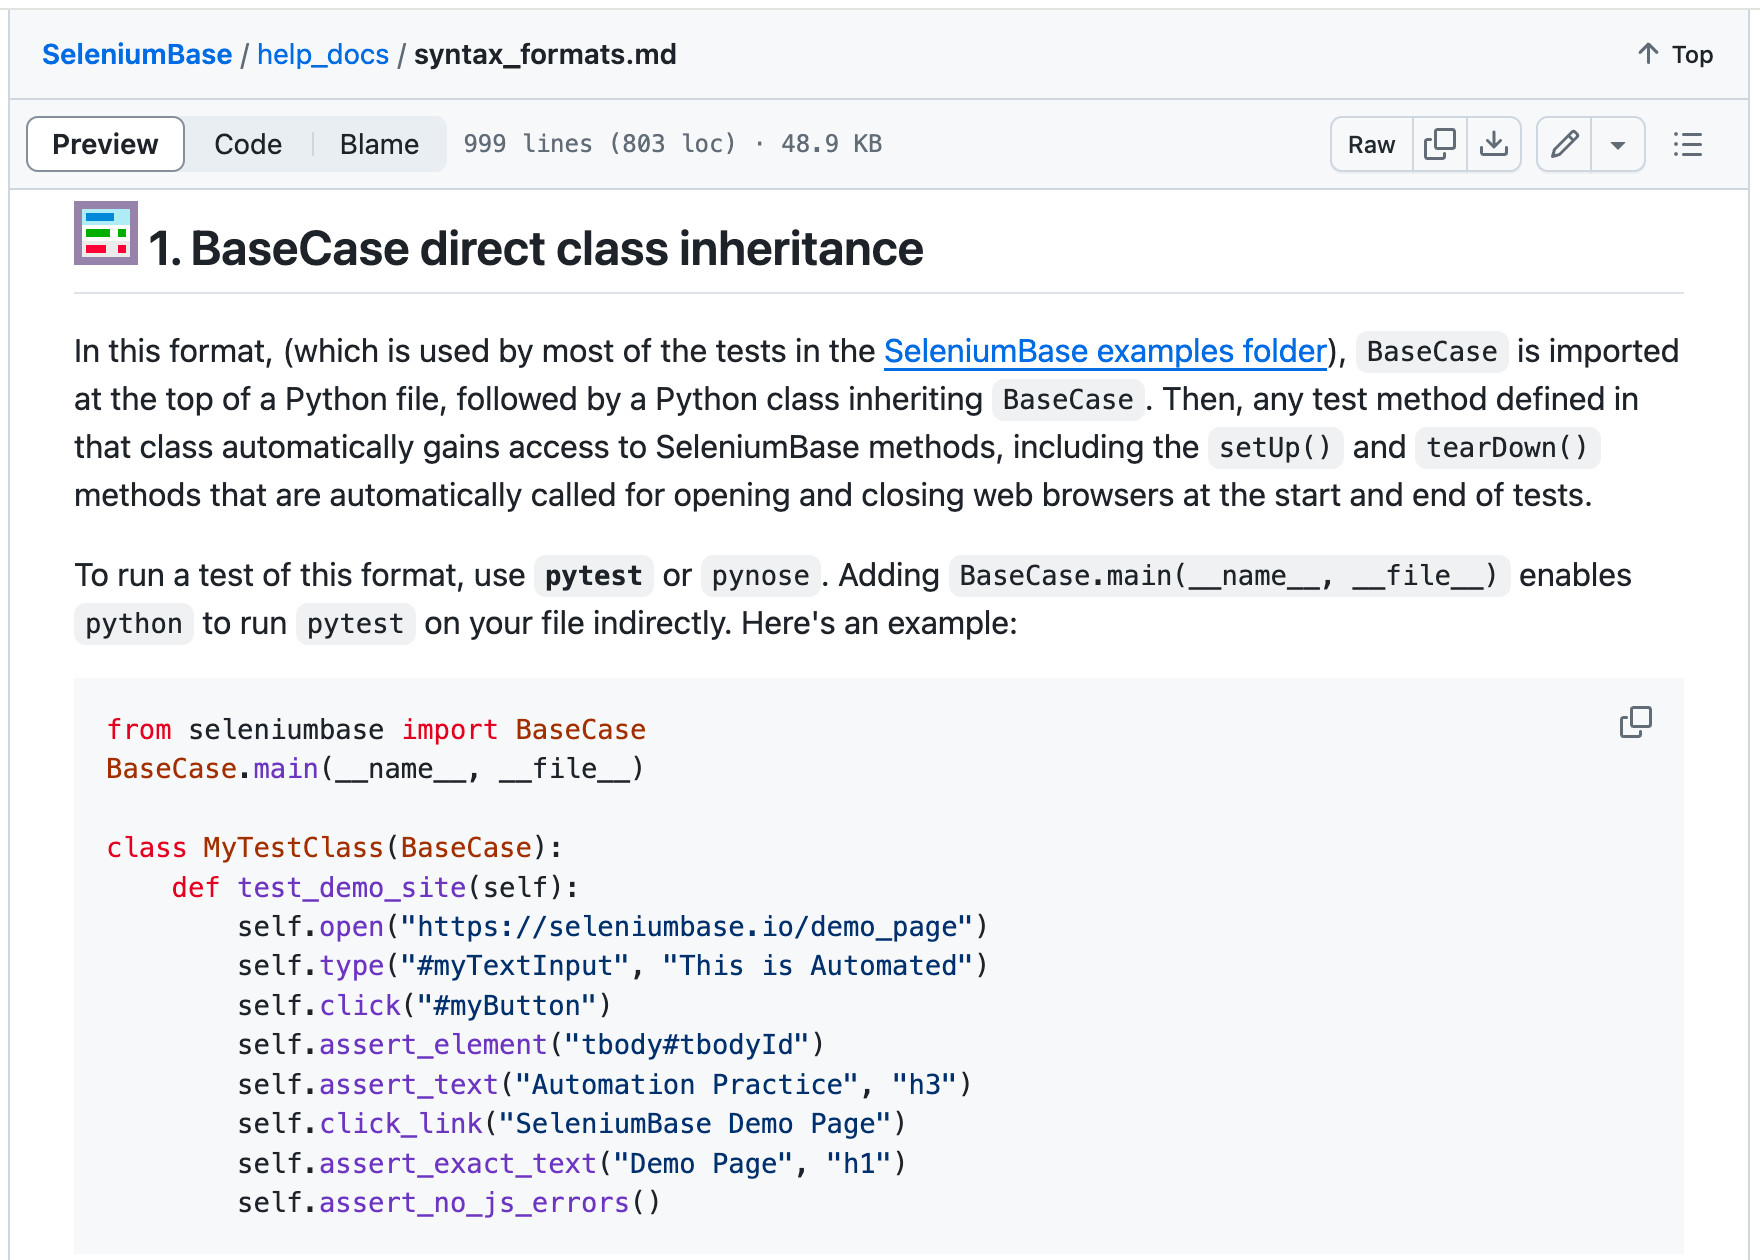 SeleniumBase / help_docs / syntax_formats.md
Top
Preview Code Blame 999 lines (803 loc) · 48.9 KB Raw
1. BaseCase direct class inheritance
In this format, (which is used by most of the tests in the SeleniumBase examples folder), BaseCase is imported
at the top of a Python file, followed by a Python class inheriting BaseCase. Then, any test method defined in
that class automatically gains access to SeleniumBase methods, including the setUp() and tearDown()
methods that are automatically called for opening and closing web browsers at the start and end of tests.
To run a test of this format, use pytest or pynose. Adding BaseCase.main(__name__, __file__) enables
python to run pytest on your file indirectly. Here's an example:
from seleniumbase import BaseCase
BaseCase.main(__name__, __file__)
class MyTestClass(BaseCase):
    def test_demo_site(self):
        self.open("https://seleniumbase.io/demo_page")
        self.type("#myTextInput", "This is Automated")
        self.click("#myButton")
        self.assert_element("tbody#tbodyId")
        self.assert_text("Automation Practice", "h3")
        self.click_link("SeleniumBase Demo Page")
        self.assert_exact_text("Demo Page", "h1")
        self.assert_no_js_errors()